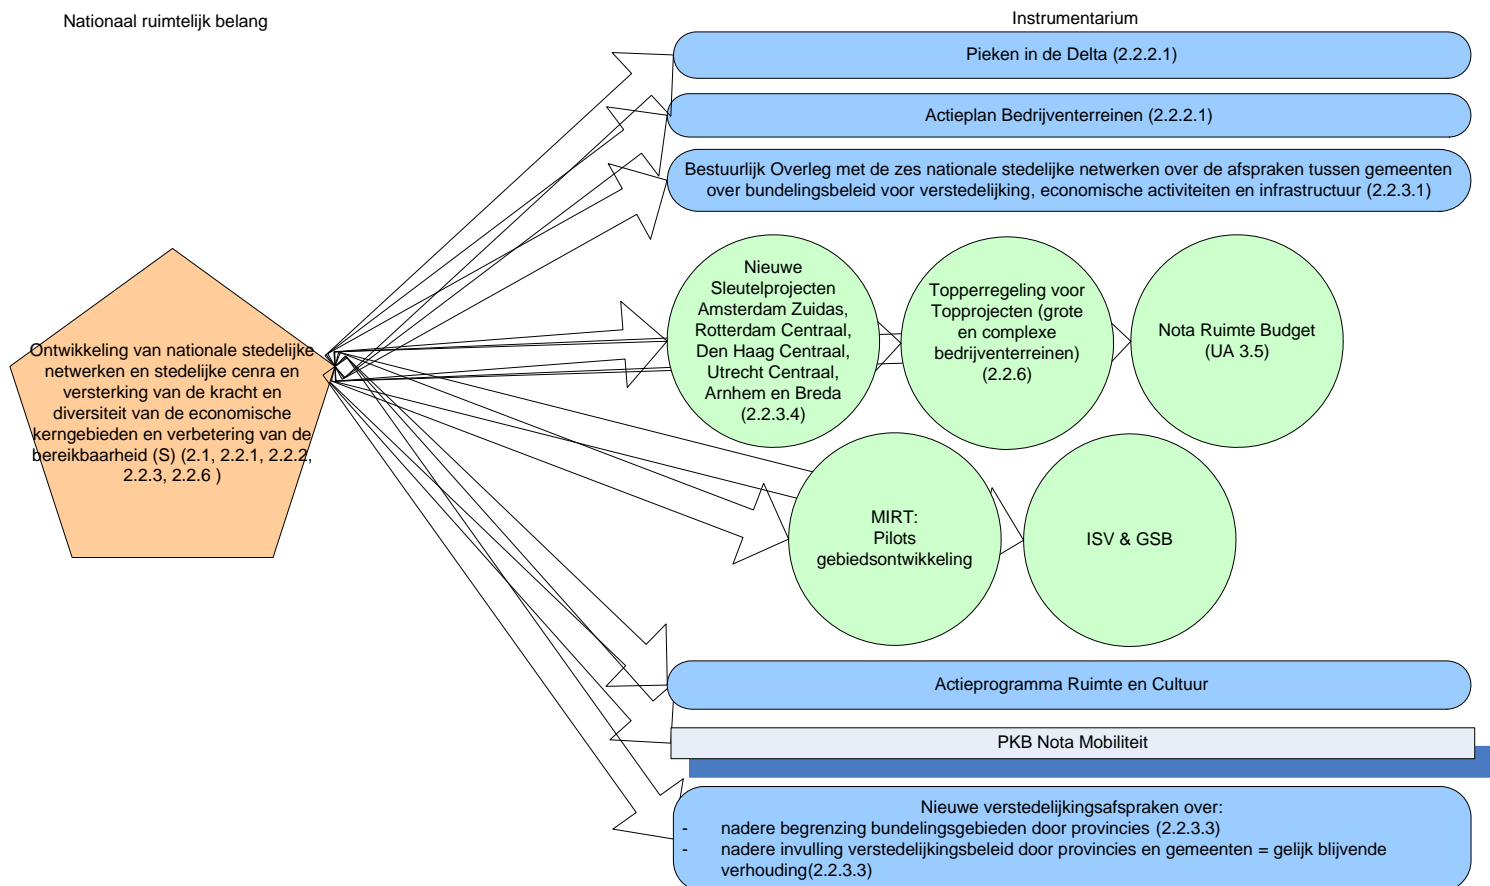 Nationaal ruimtelijk belang
Instrumentarium
Pieken in de Delta (2.2.2.1)
Actieplan Bedrijventerreinen (2.2.2.1)
Bestuurlijk Overleg met de zes nationale stedelijke netwerken over de afspraken tussen gemeenten
over bundelingsbeleid voor verstedelijking, economische activiteiten en infrastructuur (2.2.3.1)
Ontwikkeling van nationale stedelijke
netwerken en stedelijke cenra en
versterking van de kracht en
diversiteit van de economische
kerngebieden en verbetering van de
bereikbaarheid (S) (2.1, 2.2.1, 2.2.2,
2.2.3, 2.2.6 )
Nieuwe
Sleutelprojecten
Amsterdam Zuidas,
Rotterdam Centraal,
Den Haag Centraal,
Utrecht Centraal,
Arnhem en Breda
(2.2.3.4)
Topperregeling voor
Topprojecten (grote
en complexe
bedrijventerreinen)
(2.2.6)
Nota Ruimte Budget
(UA 3.5)
MIRT:
Pilots
gebiedsontwikkeling
ISV & GSB
Actieprogramma Ruimte en Cultuur
PKB Nota Mobiliteit
Nieuwe verstedelijkingsafspraken over:
- nadere begrenzing bundelingsgebieden door provincies (2.2.3.3)
- nadere invulling verstedelijkingsbeleid door provincies en gemeenten = gelijk blijvende
verhouding(2.2.3.3)